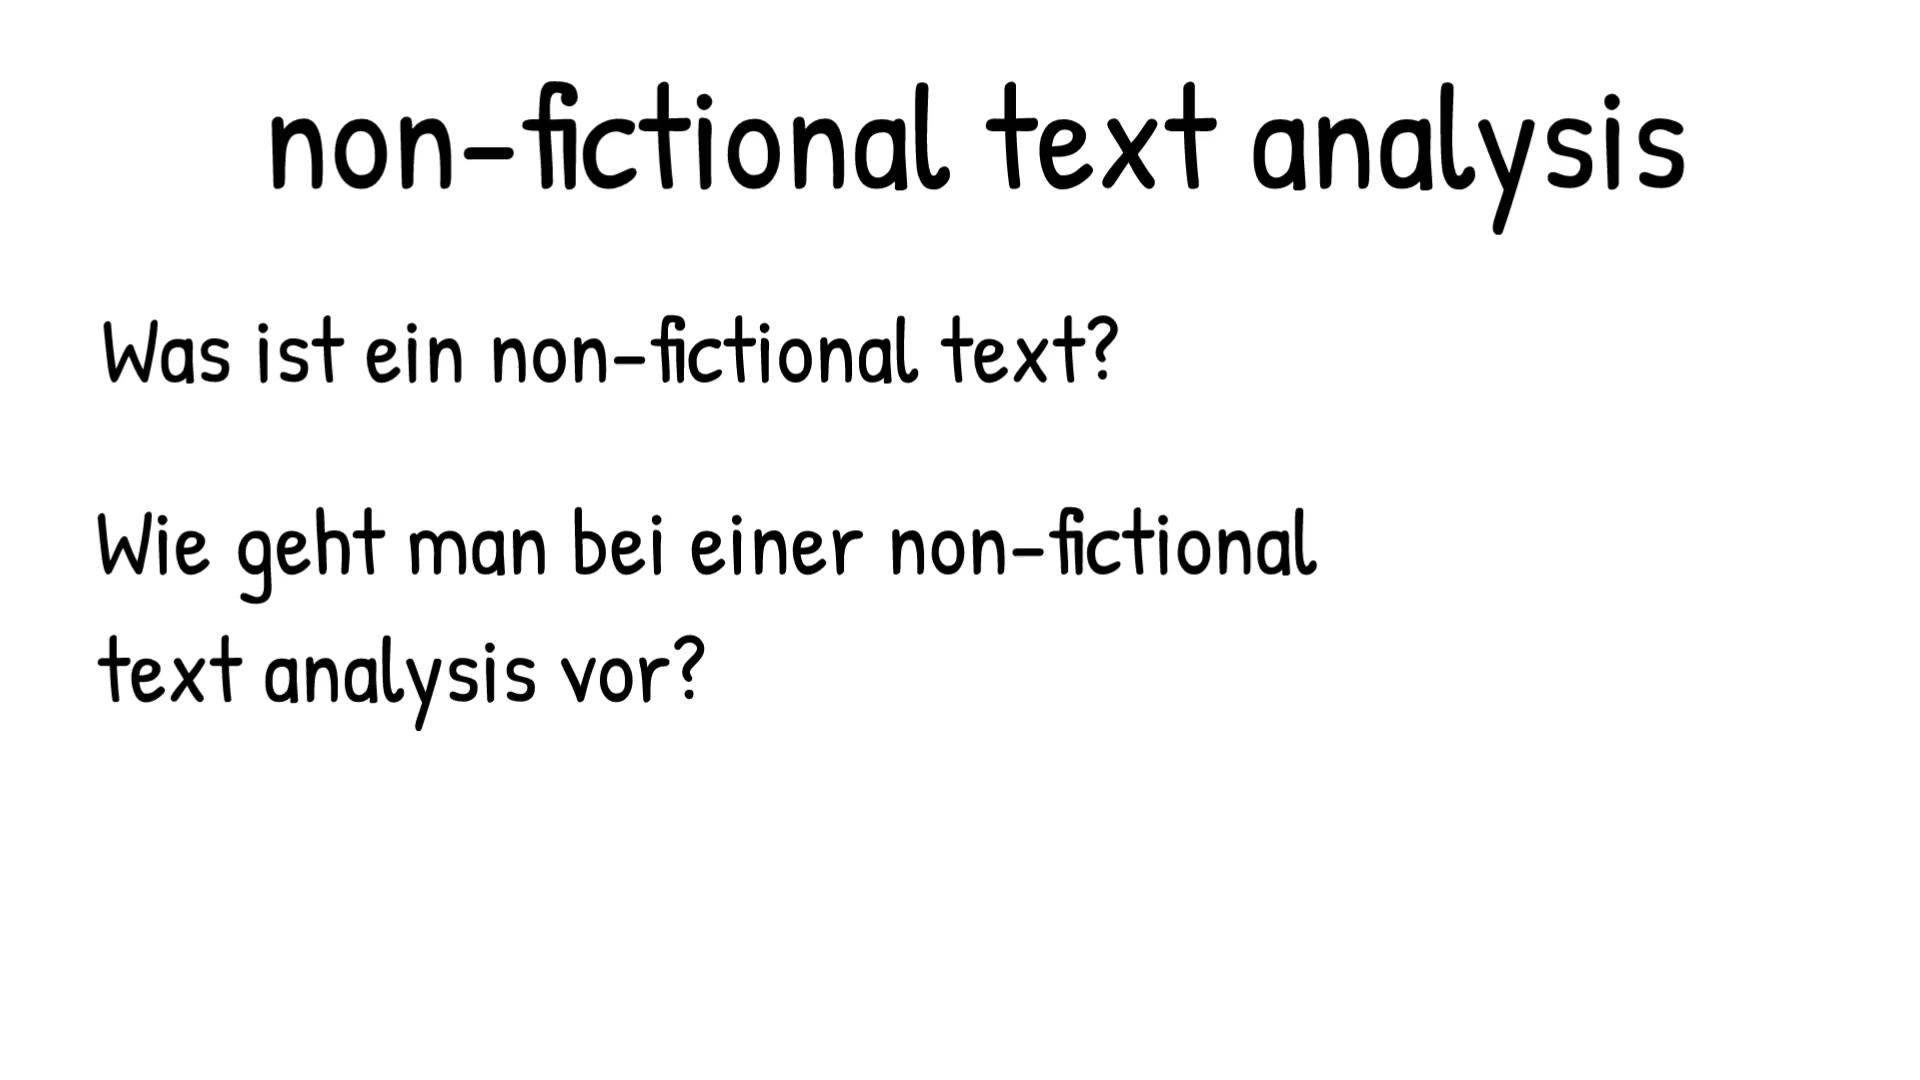 non-fictional text analysis
Was ist ein non-fictional text?
Wie geht man bei einer non-fictional
text analysis vor?